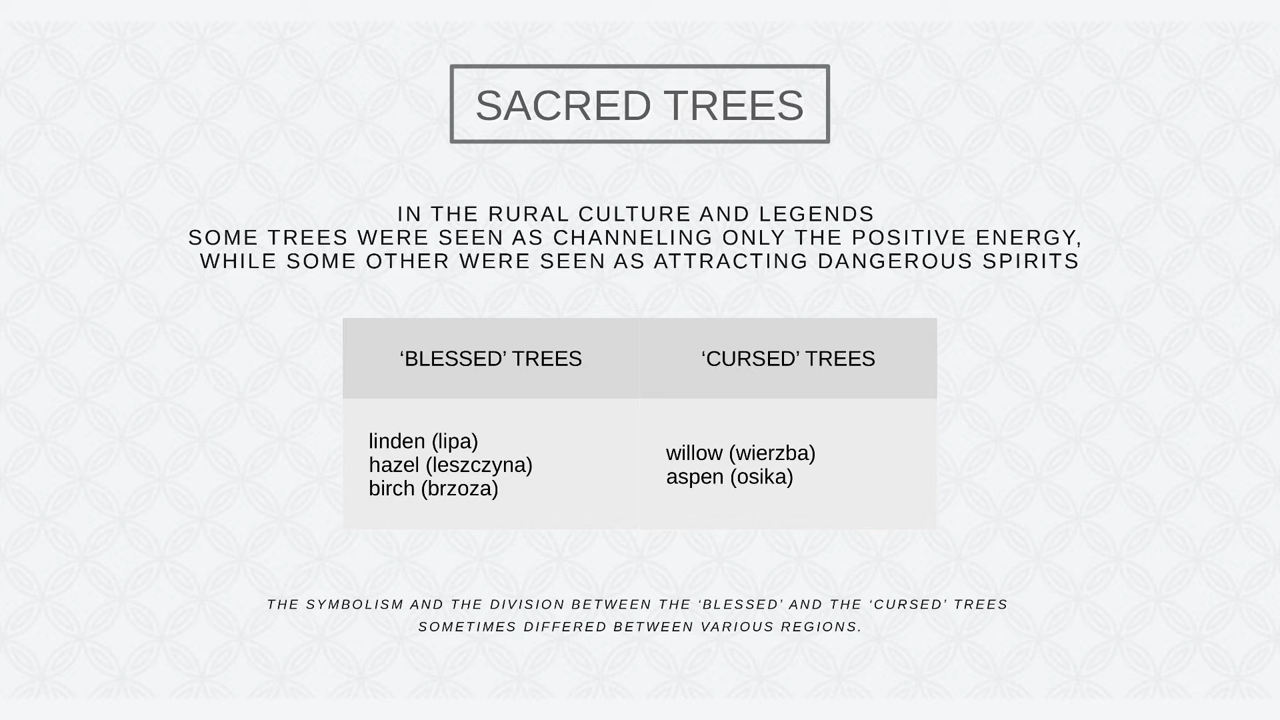 SACRED TREES
IN THE RURAL CULTURE AND LEGENDS
SOME TREES WERE SEEN AS CHANNELING ONLY THE POSITIVE ENERGY,
WHILE SOME OTHER WERE SEEN AS ATTRACTING DANGEROUS SPIRITS
‘BLESSED’ TREES
‘CURSED’ TREES
linden (lipa)
hazel (leszczyna)
birch (brzoza)
willow (wierzba)
aspen (osika)
THE SYMBOLISM AND THE DIVISION BETWEEN THE ‘BLESSED’ AND THE ‘CURSED’ TREES
SOMETIMES DIFFERED BETWEEN VARIOUS REGIONS.